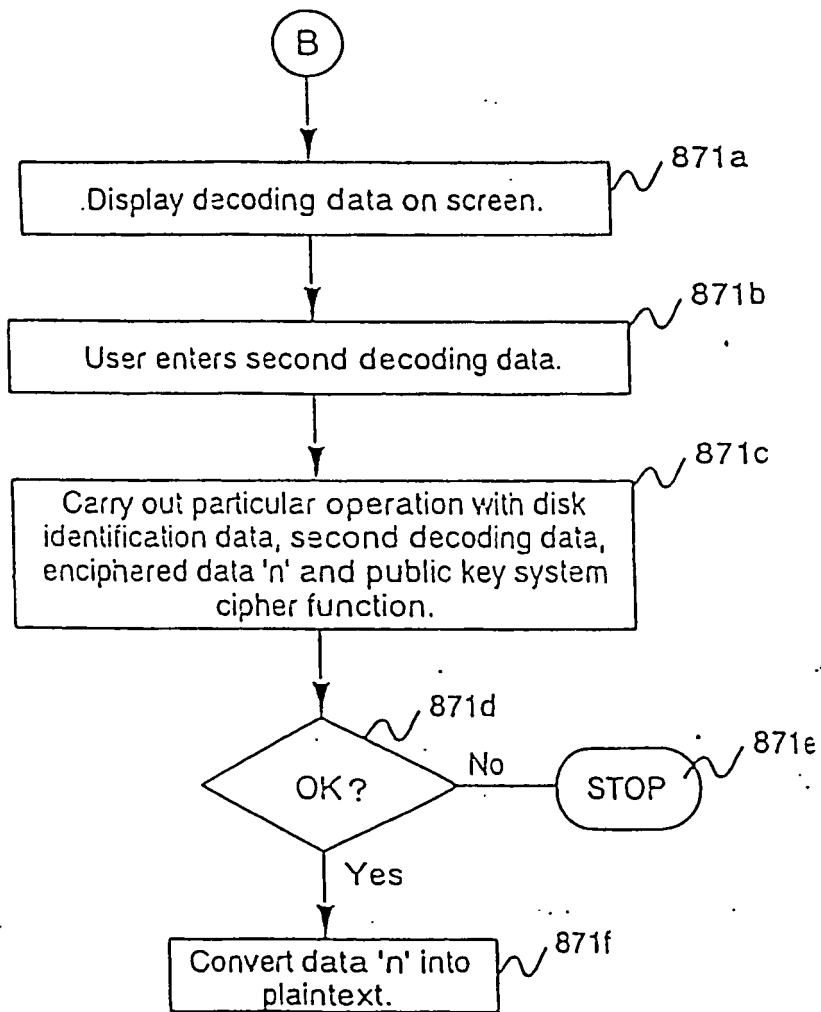 B
871a
Display decoding data on screen.
871b
User enters second decoding data.
871c
Carry out particular operation with disk
identification data, second decoding data,
enciphered data 'n' and public key system
cipher function.
871d
OK?
No
871e
STOP
Yes
871f
Convert data 'n' into
plaintext.